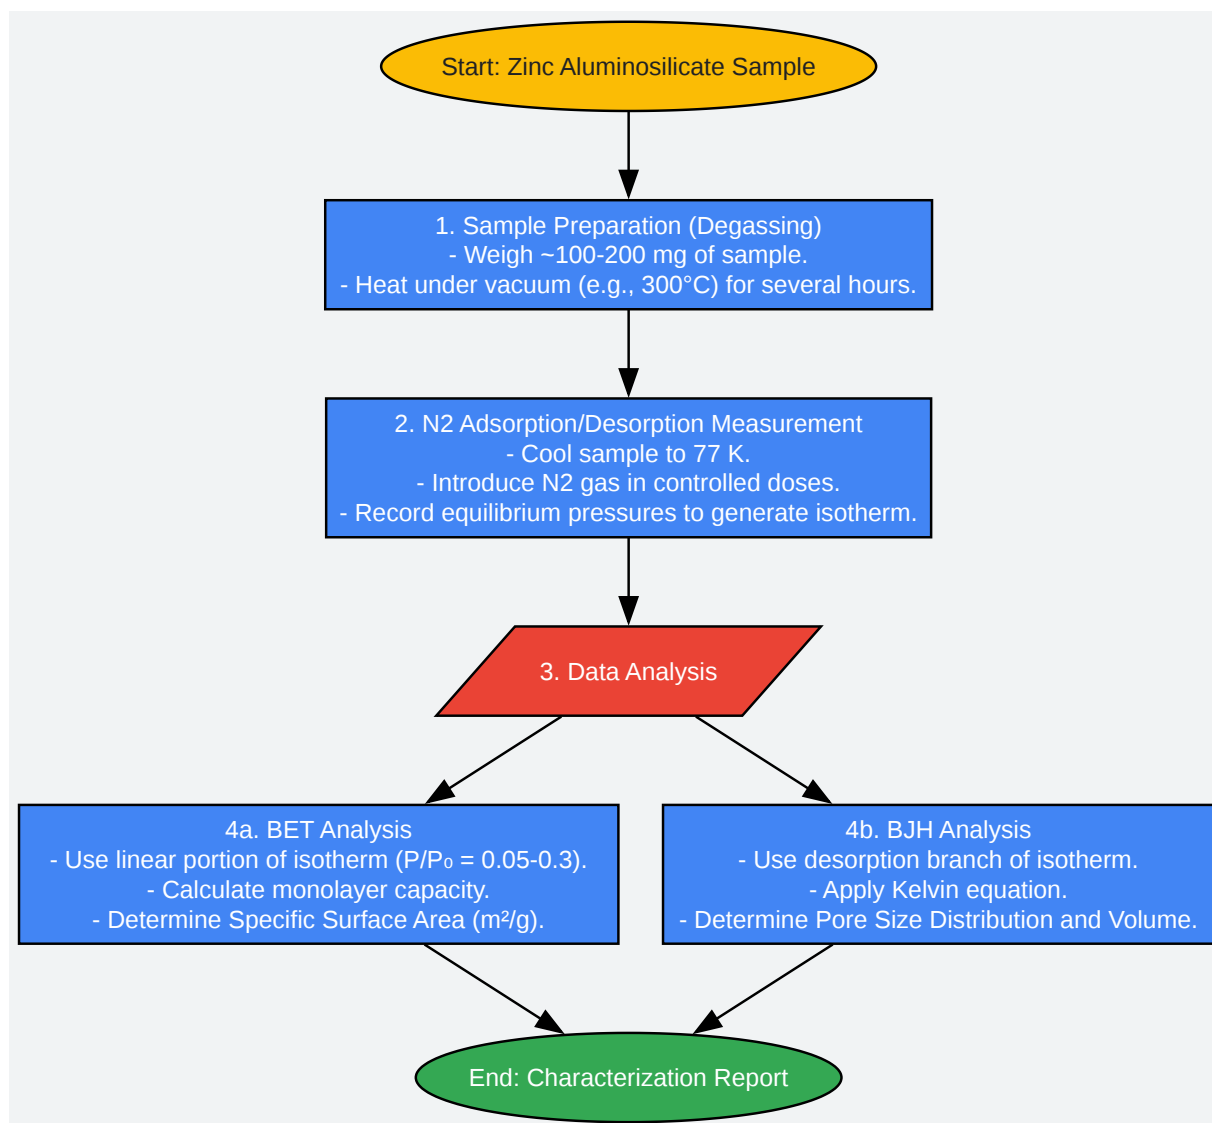 Start: Zinc Aluminosilicate Sample
1. Sample Preparation (Degassing)
- Weigh ~100-200 mg of sample.
- Heat under vacuum (e.g., 300°C) for several hours.
2. N2 Adsorption/Desorption Measurement
- Cool sample to 77 K.
- Introduce N2 gas in controlled doses.
- Record equilibrium pressures to generate isotherm.
3. Data Analysis
4a. BET Analysis
- Use linear portion of isotherm (P/P₀ = 0.05-0.3).
- Calculate monolayer capacity.
- Determine Specific Surface Area (m²/g).
4b. BJH Analysis
- Use desorption branch of isotherm.
- Apply Kelvin equation.
- Determine Pore Size Distribution and Volume.
End: Characterization Report